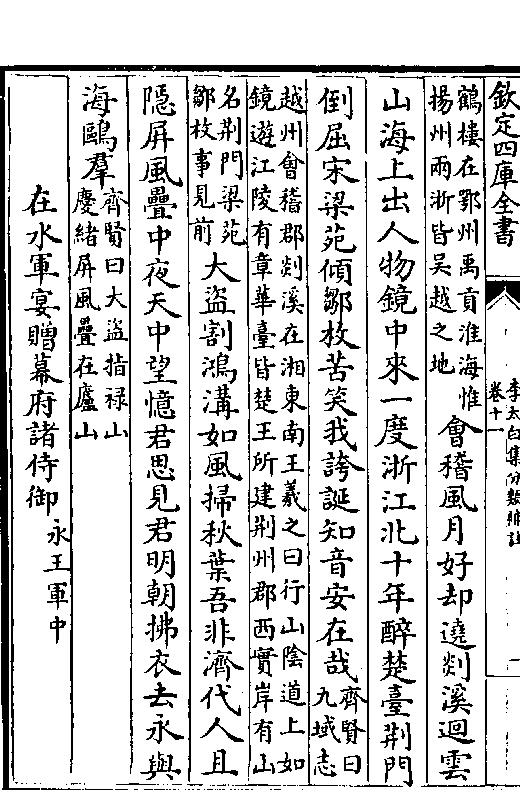 欽定四庫全書
李太白集分類補註
卷十一
鶴樓在鄂州禹貢淮海惟
揚州兩浙皆吳越之地
會稽風月好却遶剡溪迴雲
山海上出人物鏡中來一度浙江北十年醉楚臺荆門
倒屈宋梁苑傾鄒枚苦笑我誇誕知音安在哉
齊賢曰
九域志
越州會稽郡剡溪在湘東南王羲之曰行山陰道上如
鏡遊江陵有章華臺皆楚王所建荆州郡西實岸有山
名荆門梁苑
鄒枚事見前
大盜割鴻溝如風掃秋葉吾非濟代人且
隱屏風疊中夜天中望憶君思見君明朝拂衣去永與
海鷗羣
齊賢曰大盜指禄山
慶緒屏風疊在廬山
在水軍宴贈幕府諸侍御
永王軍中